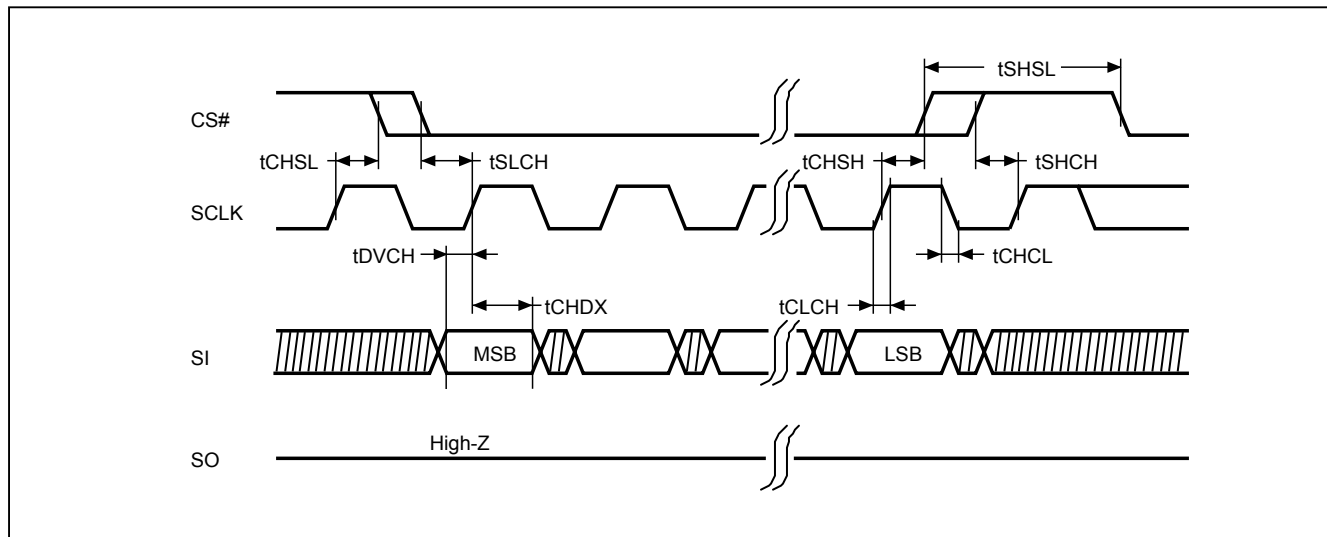 tSHSL
CS#
tCHSL
tSLCH
tCHSH
tSHCH
SCLK
tDVCH
tCHCL
tCHDX
tCLCH
SI
MSB
LSB
High-Z
SO